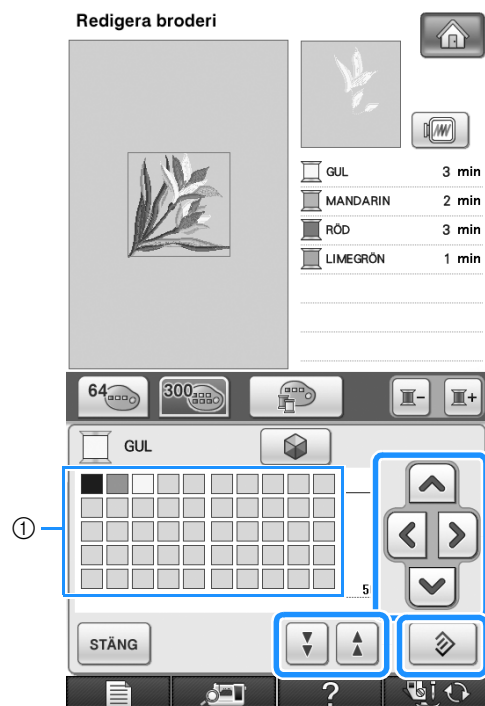 Redigera broderi
GUL 3 min
MANDARIN 2 min
RÖD 3 min
LIMEGRÖN 1 min
64 300
GUL
①
5
STÄNG
?